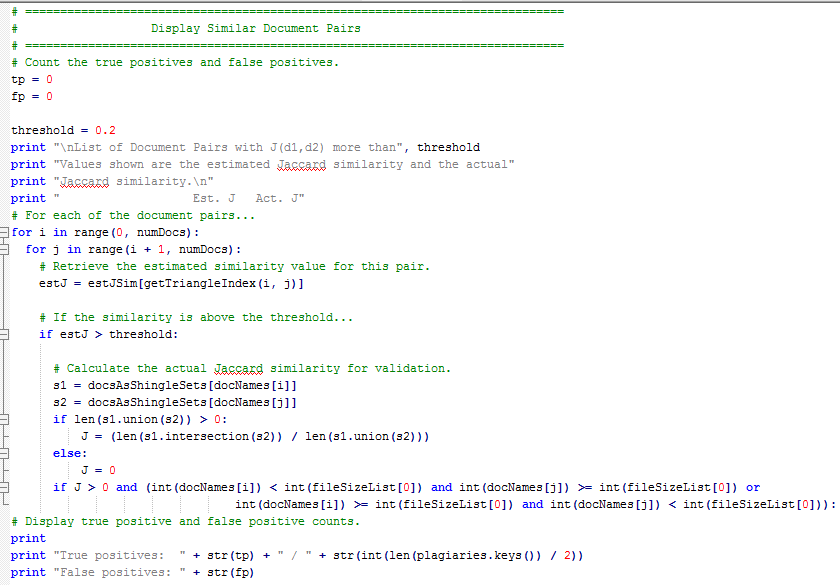 # =============================================================================
#                   Display Similar Document Pairs
# =============================================================================
# Count the true positives and false positives.
tp = 0
fp = 0
threshold = 0.2
print "\nList of Document Pairs with J(d1,d2) more than", threshold
print "Values shown are the estimated Jaccard similarity and the actual"
print "Jaccard similarity.\n"
print "                   Est. J   Act. J"
# For each of the document pairs...
for i in range(0, numDocs):
  for j in range(i + 1, numDocs):
    # Retrieve the estimated similarity value for this pair.
    estJ = estJSim[getTriangleIndex(i, j)]
    # If the similarity is above the threshold...
    if estJ > threshold:
      # Calculate the actual Jaccard similarity for validation.
      s1 = docsAsShingleSets[docNames[i]]
      s2 = docsAsShingleSets[docNames[j]]
      if len(s1.union(s2)) > 0:
          J = (len(s1.intersection(s2)) / len(s1.union(s2)))
      else:
          J = 0
      if J > 0 and (int(docNames[i]) < int(fileSizeList[0]) and int(docNames[j]) >= int(fileSizeList[0]) or
                                int(docNames[i]) >= int(fileSizeList[0]) and int(docNames[j]) < int(fileSizeList[0])):
# Display true positive and false positive counts.
print
print "True positives:  " + str(tp) + " / " + str(int(len(plagiaries.keys()) / 2))
print "False positives: " + str(fp)